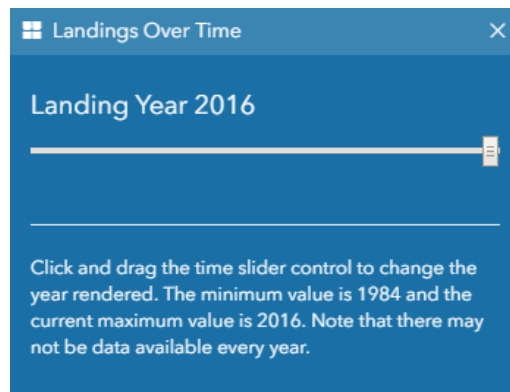 Landings Over Time
Landing Year 2016
Click and drag the time slider control to change the
year rendered. The minimum value is 1984 and the
current maximum value is 2016. Note that there may
not be data available every year.